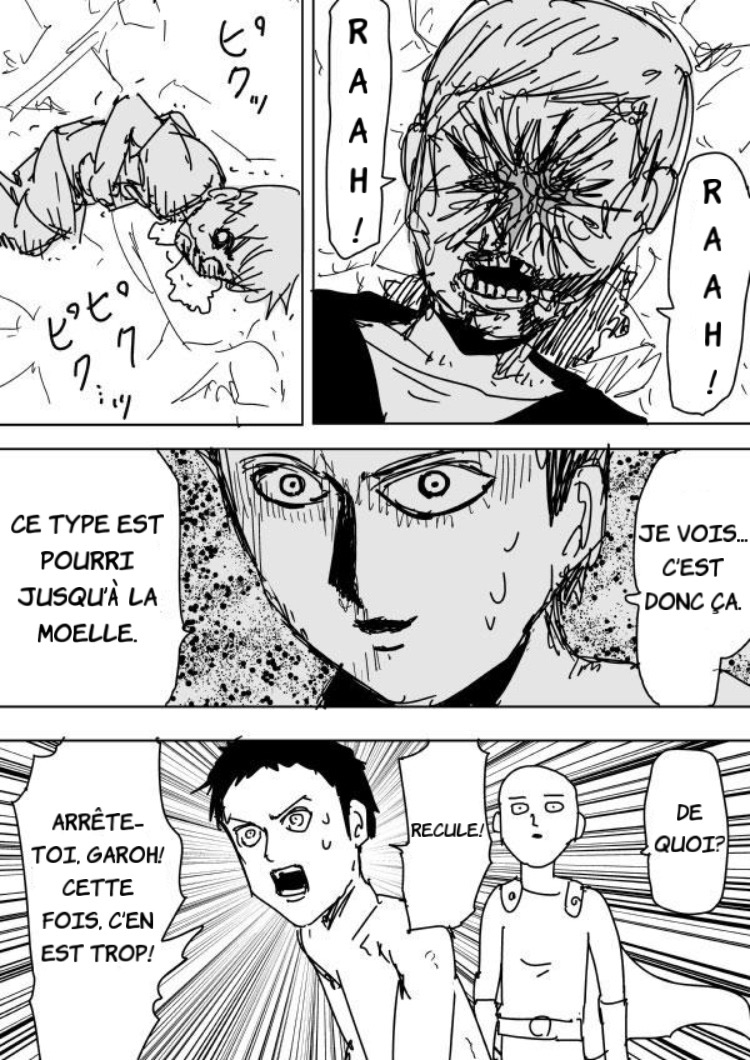 RAAH!
RAAH!
ピクッ
ピクピク…ッ
JE VOIS...
C'EST
DONC ÇA.
CE TYPE EST
POURRI
JUSQU'À LA
MOELLE.
DE
QUOI?
RECULE!
ARRÊTE-
TOI, GAROH!
CETTE
FOIS, C'EN
EST TROP!